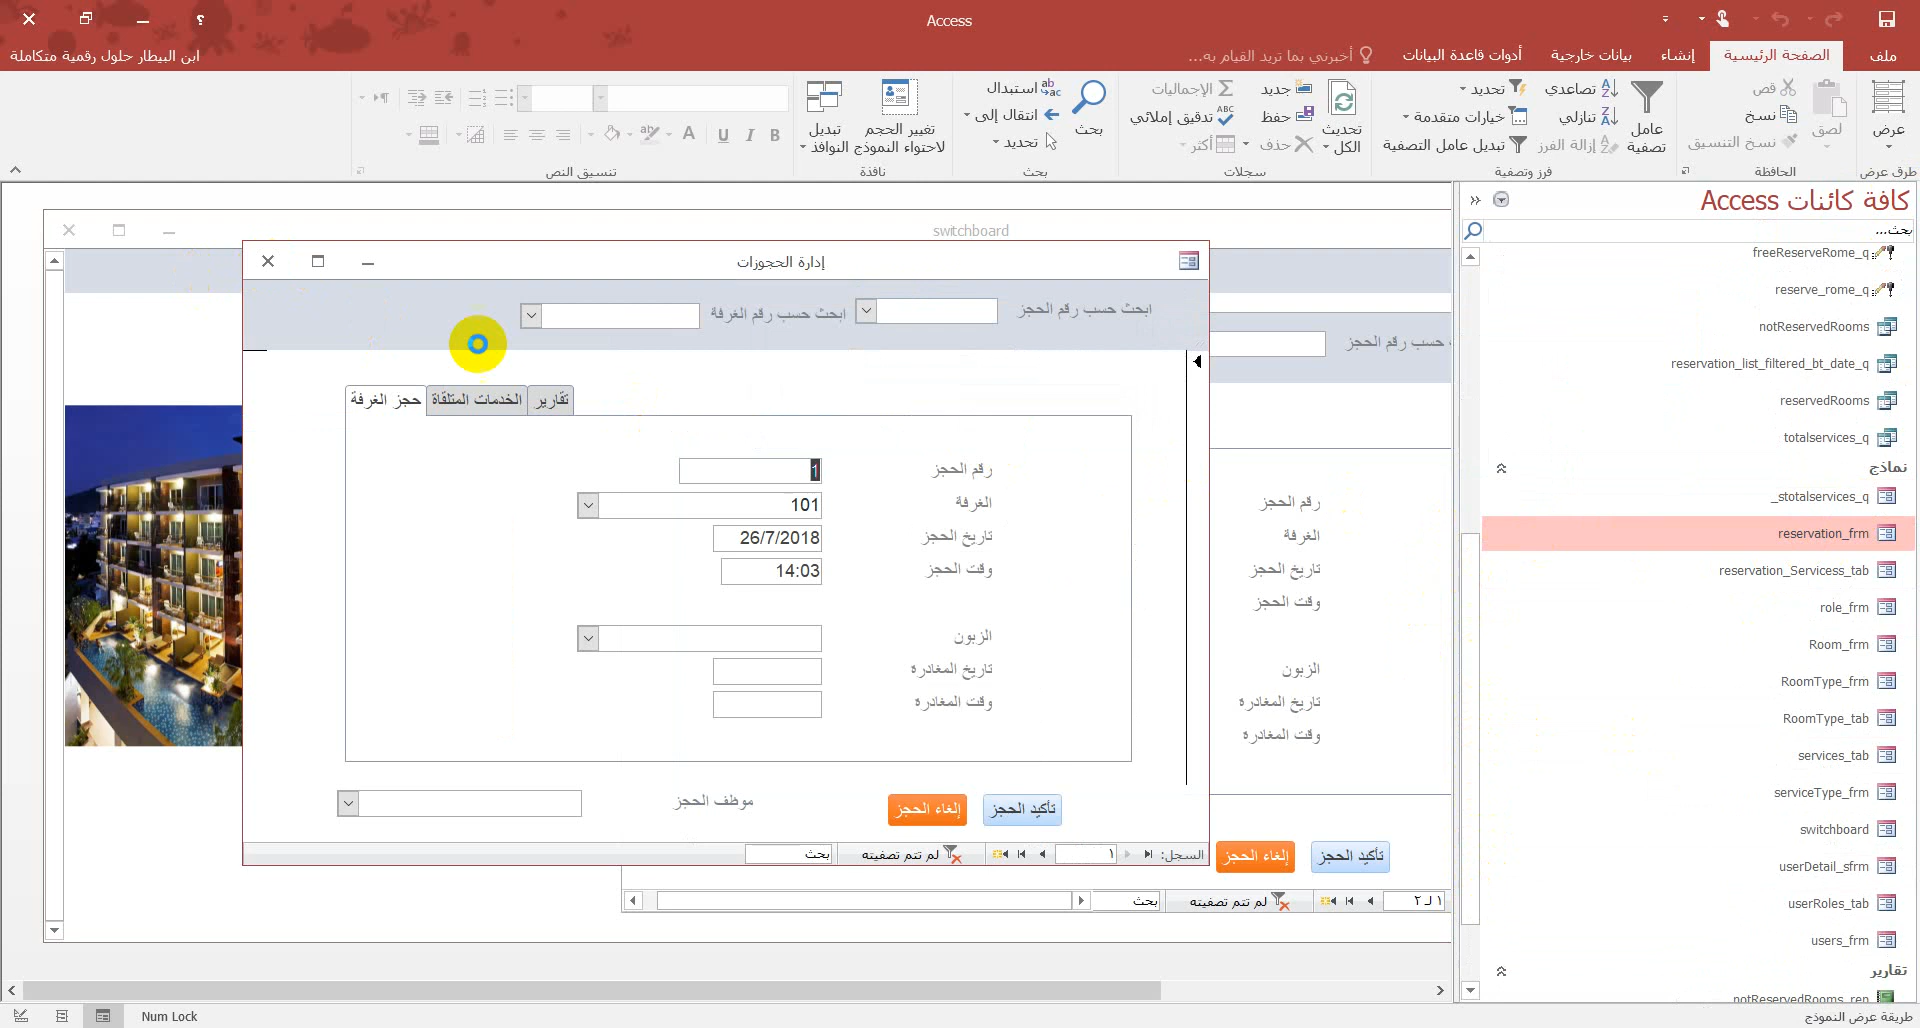 Access
ملف
الصفحة الرئيسية
إنشاء
بيانات خارجية
أدوات قاعدة البيانات
أخبرني بما تريد القيام به...
ابن البيطار حلول رقمية متكاملة
عرض
طرق عرض
لصق
قص
نسخ
نسخ التنسيق
الحافظة
عامل تصفية
تصاعدي
تنازلي
إزالة الفرز
تحديد
خيارات متقدمة
تبديل عامل التصفية
فرز وتصفية
تحديث الكل
جديد
حفظ
حذف
الإجماليات
تدقيق إملائي
أكثر
سجلات
بحث
استبدال
انتقال إلى
تحديد
بحث
تغيير الحجم لاحتواء النموذج
تبديل النوافذ
نافذة
تنسيق النص
كافة كائنات Access
بحث...
freeReserveRome_q
reserve_rome_q
notReservedRooms
reservation_list_filtered_bt_date_q
reservedRooms
totalservices_q
نماذج
_stotalservices_q
reservation_frm
reservation_Servicess_tab
role_frm
Room_frm
RoomType_frm
RoomType_tab
services_tab
serviceType_frm
switchboard
userDetail_sfrm
userRoles_tab
users_frm
تقارير
notReservedRooms_rep
switchboard
إدارة الحجوزات
ابحث حسب رقم الحجز
ابحث حسب رقم الغرفة
حجز الغرفة
الخدمات المتلقاة
تقارير
رقم الحجز
1
الغرفة
101
تاريخ الحجز
26/7/2018
وقت الحجز
14:03
الزبون
تاريخ المغادرة
وقت المغادرة
تأكيد الحجز
إلغاء الحجز
موظف الحجز
السجل:
١
لم تتم تصفيته
بحث
حسب رقم الحجز
رقم الحجز
الغرفة
تاريخ الحجز
وقت الحجز
الزبون
تاريخ المغادرة
وقت المغادرة
تأكيد الحجز
إلغاء الحجز
١ لـ ٢
لم تتم تصفيته
بحث
Num Lock
طريقة عرض النموذج